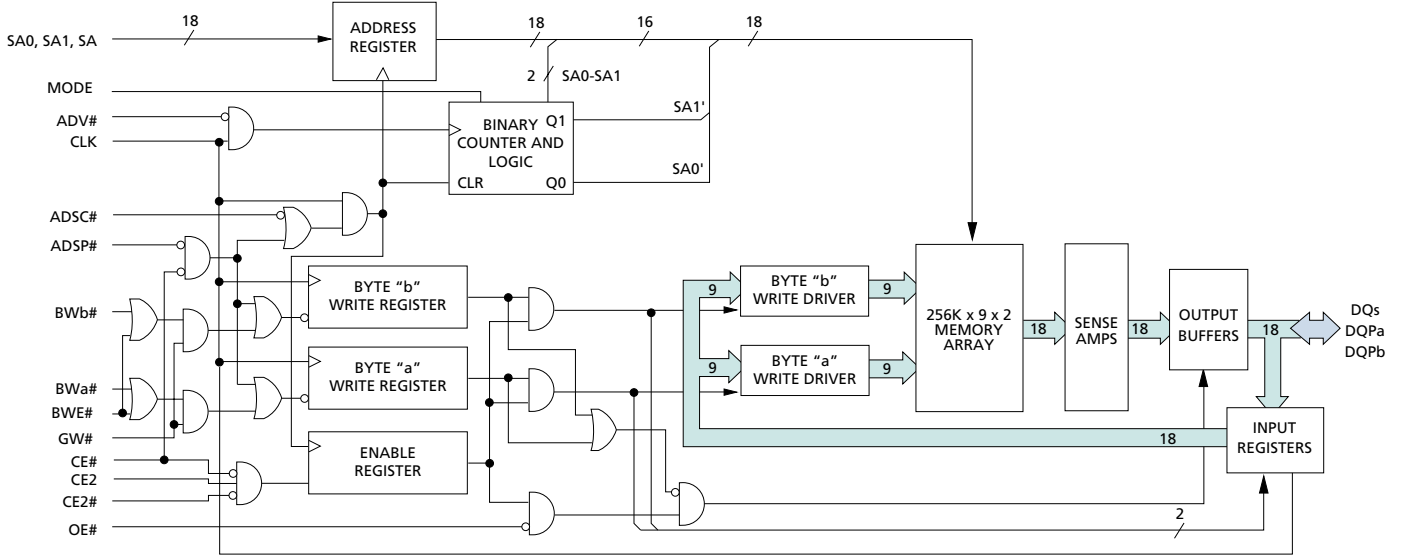 18
ADDRESS
REGISTER
18
16
18
SA0, SA1, SA
2
SA0-SA1
MODE
ADV#
CLK
BINARY
COUNTER AND
LOGIC
Q1
CLR
Q0
SA1'
SA0'
ADSC#
ADSP#
BWb#
BWa#
BWE#
GW#
CE#
CE2
CE2#
OE#
BYTE “b”
WRITE REGISTER
BYTE “a”
WRITE REGISTER
ENABLE
REGISTER
9
BYTE “b”
WRITE DRIVER
9
9
BYTE “a”
WRITE DRIVER
9
256K x 9 x 2
MEMORY
ARRAY
18
SENSE
AMPS
18
OUTPUT
BUFFERS
18
DQs
DQPa
DQPb
18
INPUT
REGISTERS
2